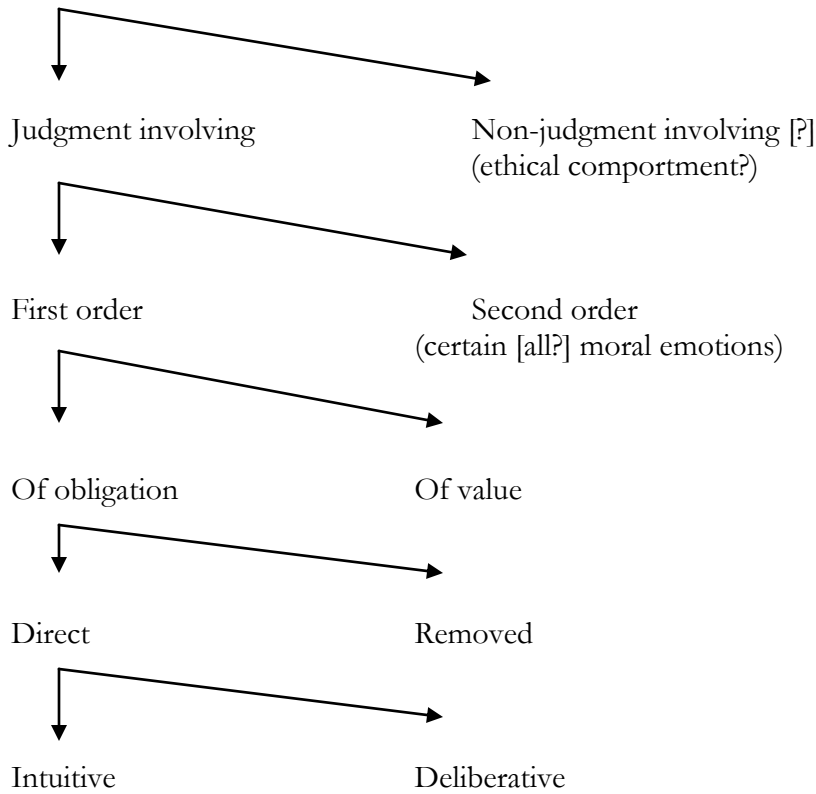 Judgment involving Non-judgment involving [?]
(ethical comportment?)
First order Second order
(certain [all?] moral emotions)
Of obligation Of value
Direct Removed
Intuitive Deliberative